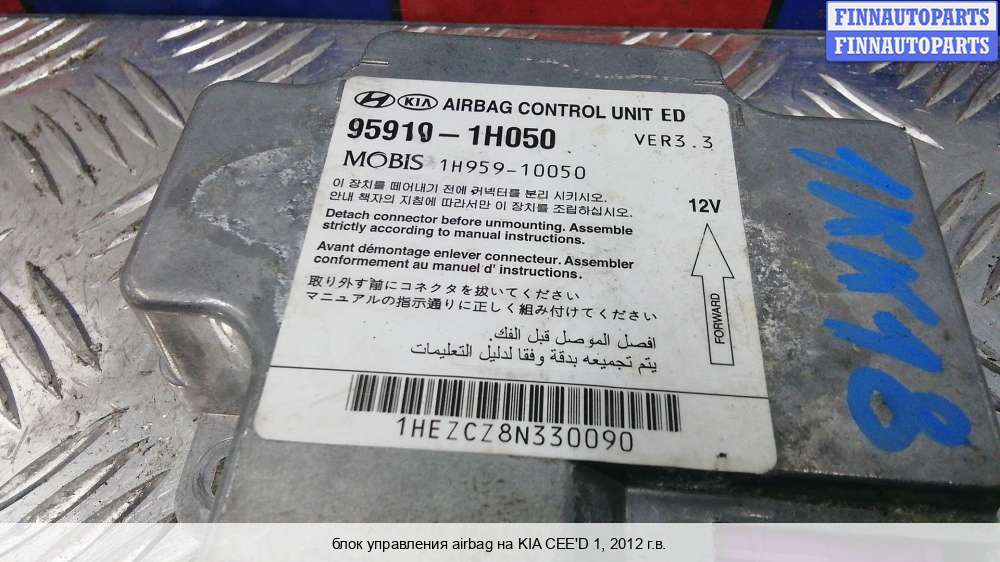 FINNAUTOPARTS
FINNAUTOPARTS
HYUNDAI KIA AIRBAG CONTROL UNIT ED
95910-1H050
VER3.3
MOBIS 1H959-10050
이 장치를 떼어내기 전에 커넥터를 분리 시키시오.
안내 책자의 지침에 따라서만 이 장치를 조립하십시오.
12V
Detach connector before unmounting. Assemble
strictly according to manual instructions.
Avant démontage enlever connecteur. Assembler
conformement au manuel d' instructions.
取り外す前にコネクタを抜いてください
マニュアルの指示通りに正しく組み付けてください
افصل الموصل قبل الفك.
يتم تجميعه بدقة وفقا لدليل التعليمات
FORWARD
1HEZCZ8N330090
блок управления airbag на KIA CEE'D 1, 2012 г.в.